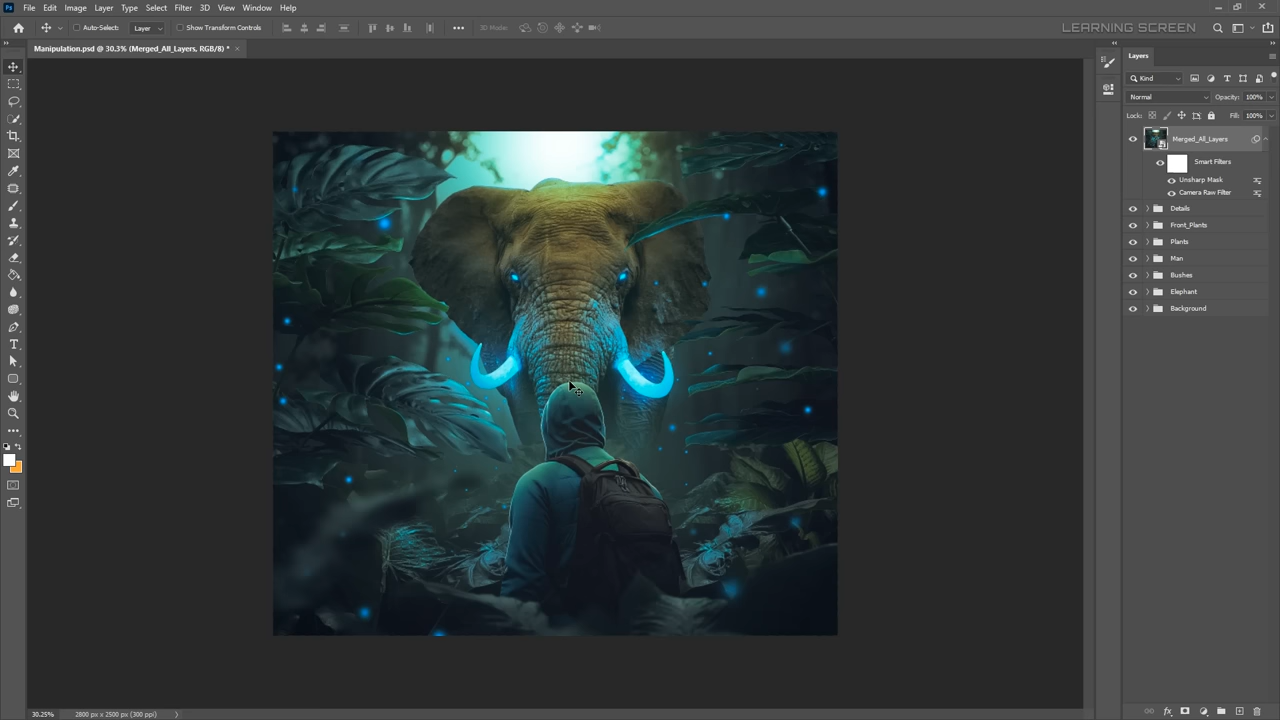 File Edit Image Layer Type Select Filter 3D View Window Help
Auto-Select: Layer Show Transform Controls 3D Mode: LEARNING SCREEN
Manipulation.psd @ 30.3% (Merged_All_Layers, RGB/8) *
Layers
Kind
Normal Opacity: 100%
Lock: Fill: 100%
Merged_All_Layers
Smart Filters
Unsharp Mask
Camera Raw Filter
Details
Front_Plants
Plants
Man
Bushes
Elephant
Background
30.25% 2800 px x 2500 px (300 ppi)